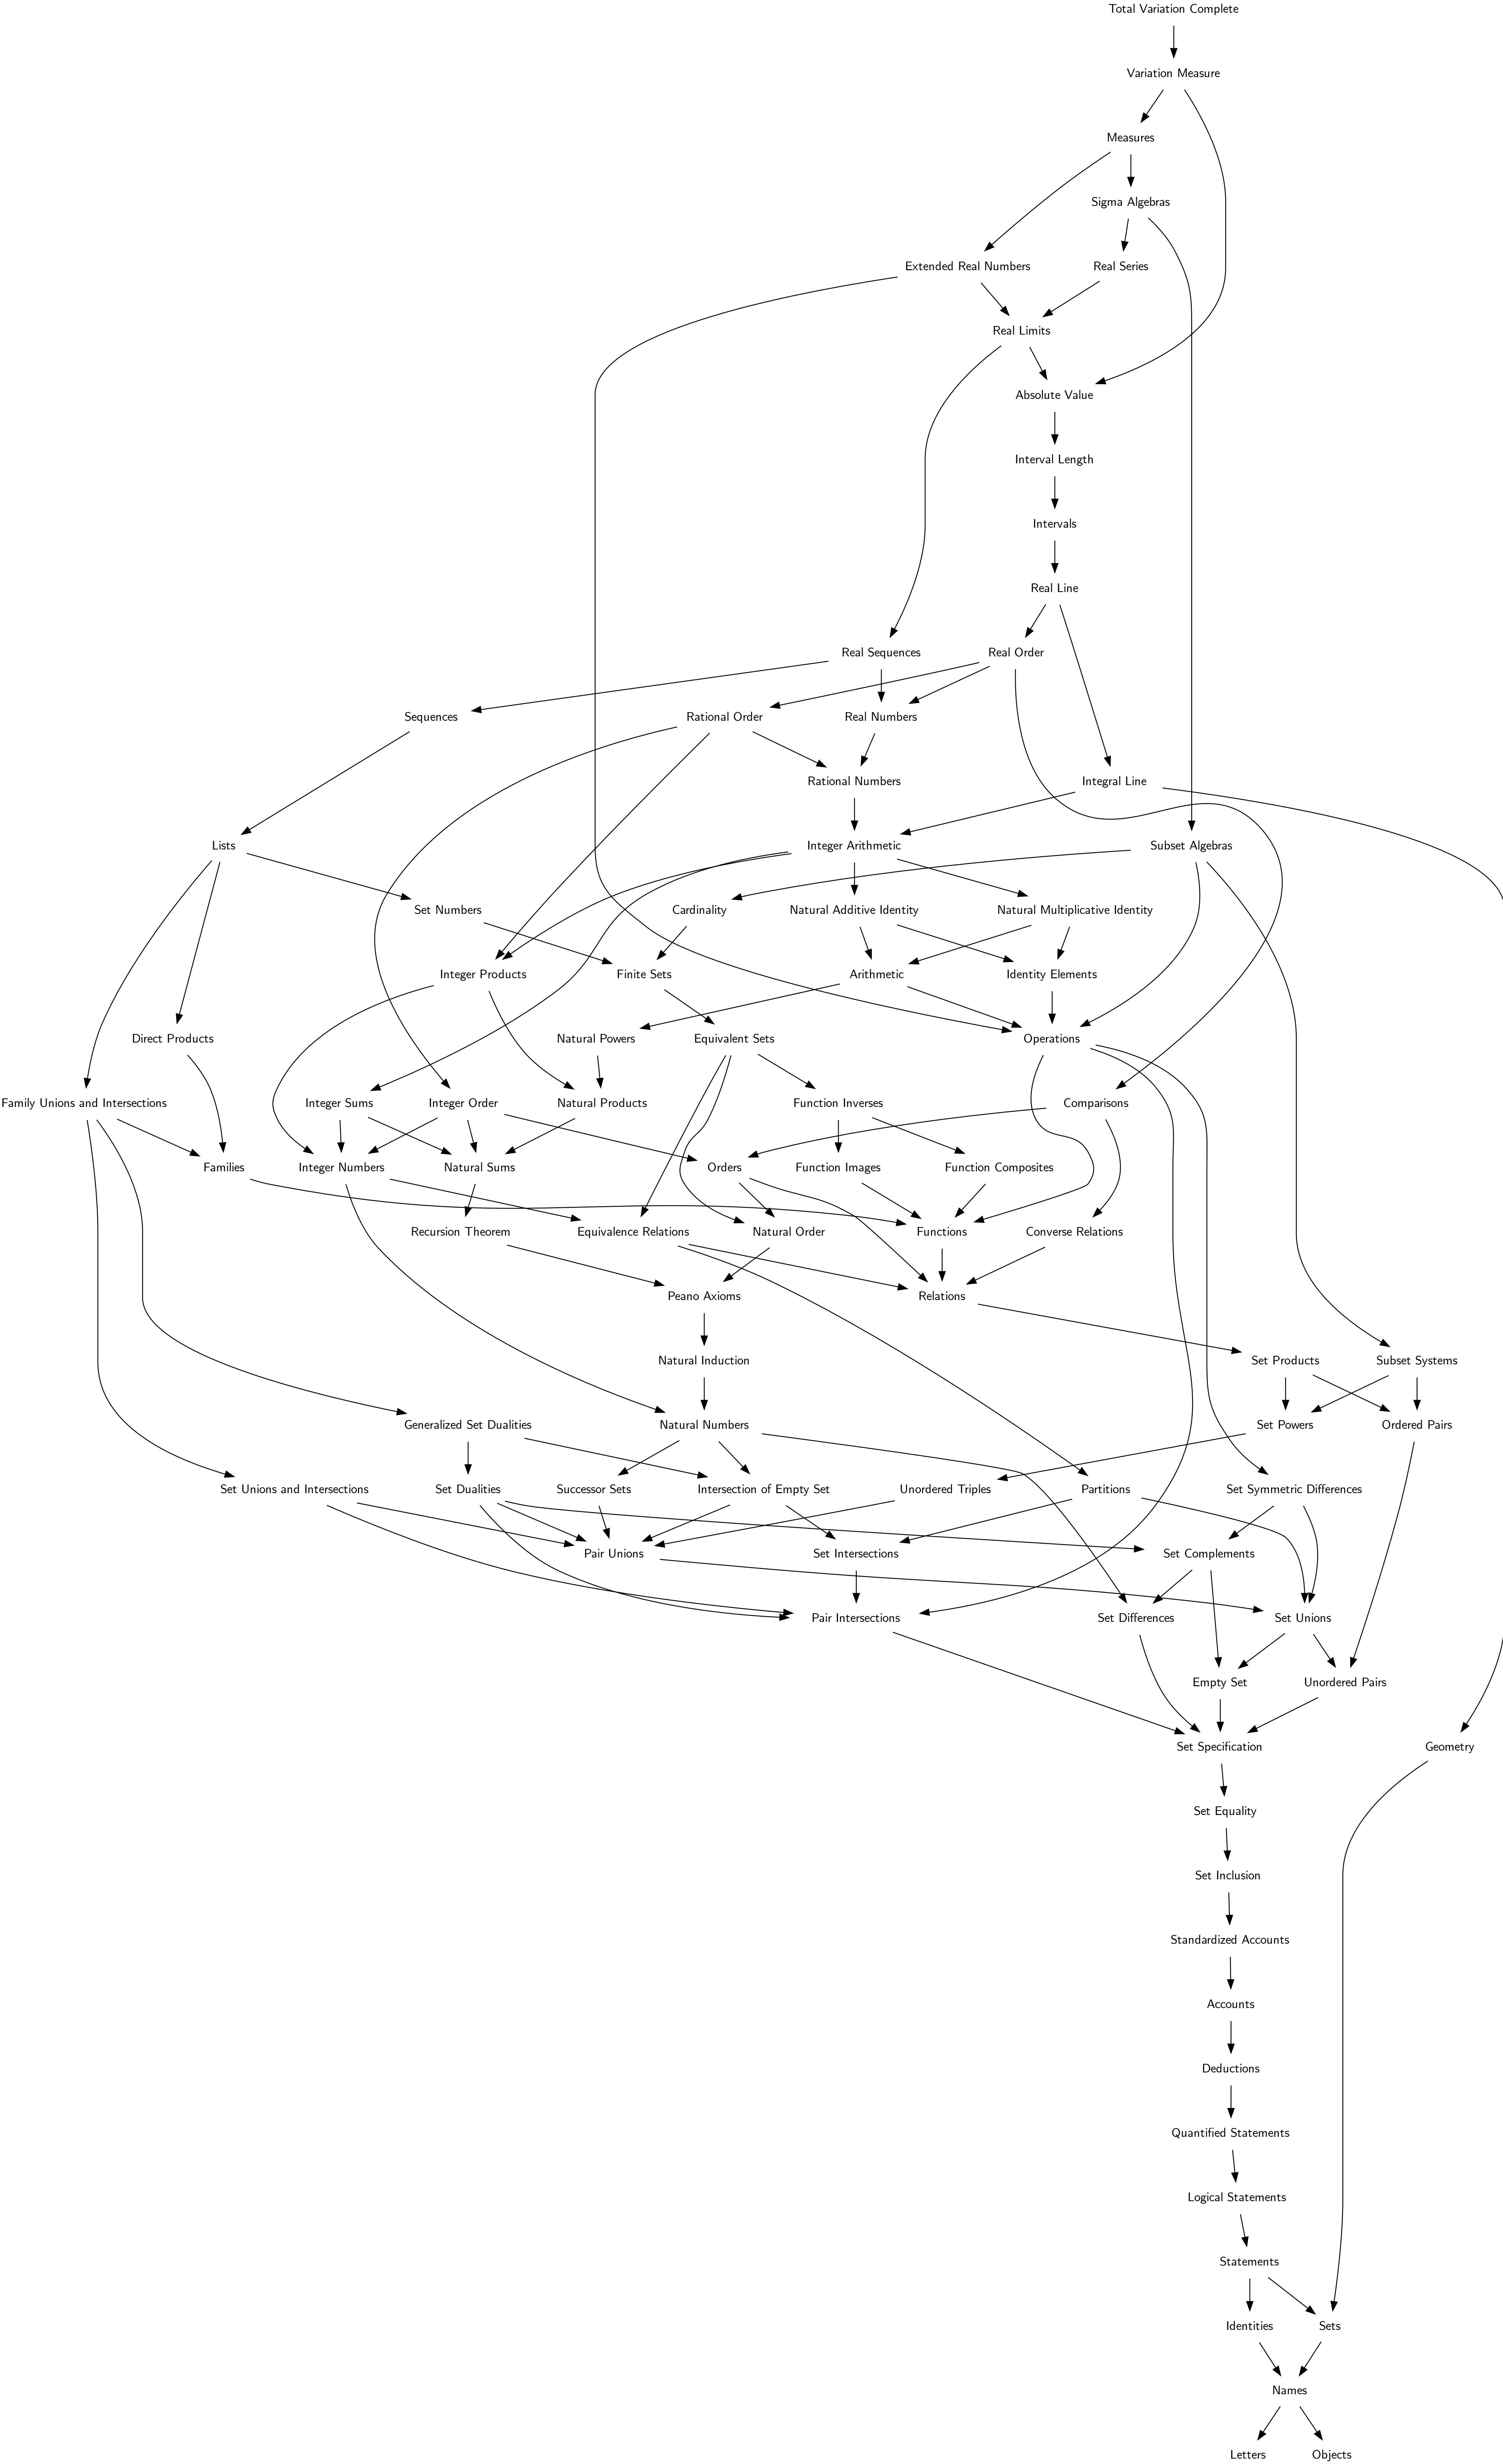 Total Variation Complete
Variation Measure
Measures
Sigma Algebras
Extended Real Numbers
Real Series
Real Limits
Absolute Value
Interval Length
Intervals
Real Line
Real Sequences
Real Order
Sequences
Rational Order
Real Numbers
Rational Numbers
Integral Line
Lists
Integer Arithmetic
Subset Algebras
Set Numbers
Cardinality
Natural Additive Identity
Natural Multiplicative Identity
Integer Products
Finite Sets
Arithmetic
Identity Elements
Direct Products
Natural Powers
Equivalent Sets
Operations
Family Unions and Intersections
Integer Sums
Integer Order
Natural Products
Function Inverses
Comparisons
Families
Integer Numbers
Natural Sums
Orders
Function Images
Function Composites
Recursion Theorem
Equivalence Relations
Natural Order
Functions
Converse Relations
Peano Axioms
Relations
Natural Induction
Set Products
Subset Systems
Generalized Set Dualities
Natural Numbers
Set Powers
Ordered Pairs
Set Unions and Intersections
Set Dualities
Successor Sets
Intersection of Empty Set
Unordered Triples
Partitions
Set Symmetric Differences
Pair Unions
Set Intersections
Set Complements
Pair Intersections
Set Differences
Set Unions
Empty Set
Unordered Pairs
Set Specification
Geometry
Set Equality
Set Inclusion
Standardized Accounts
Accounts
Deductions
Quantified Statements
Logical Statements
Statements
Identities
Sets
Names
Letters
Objects